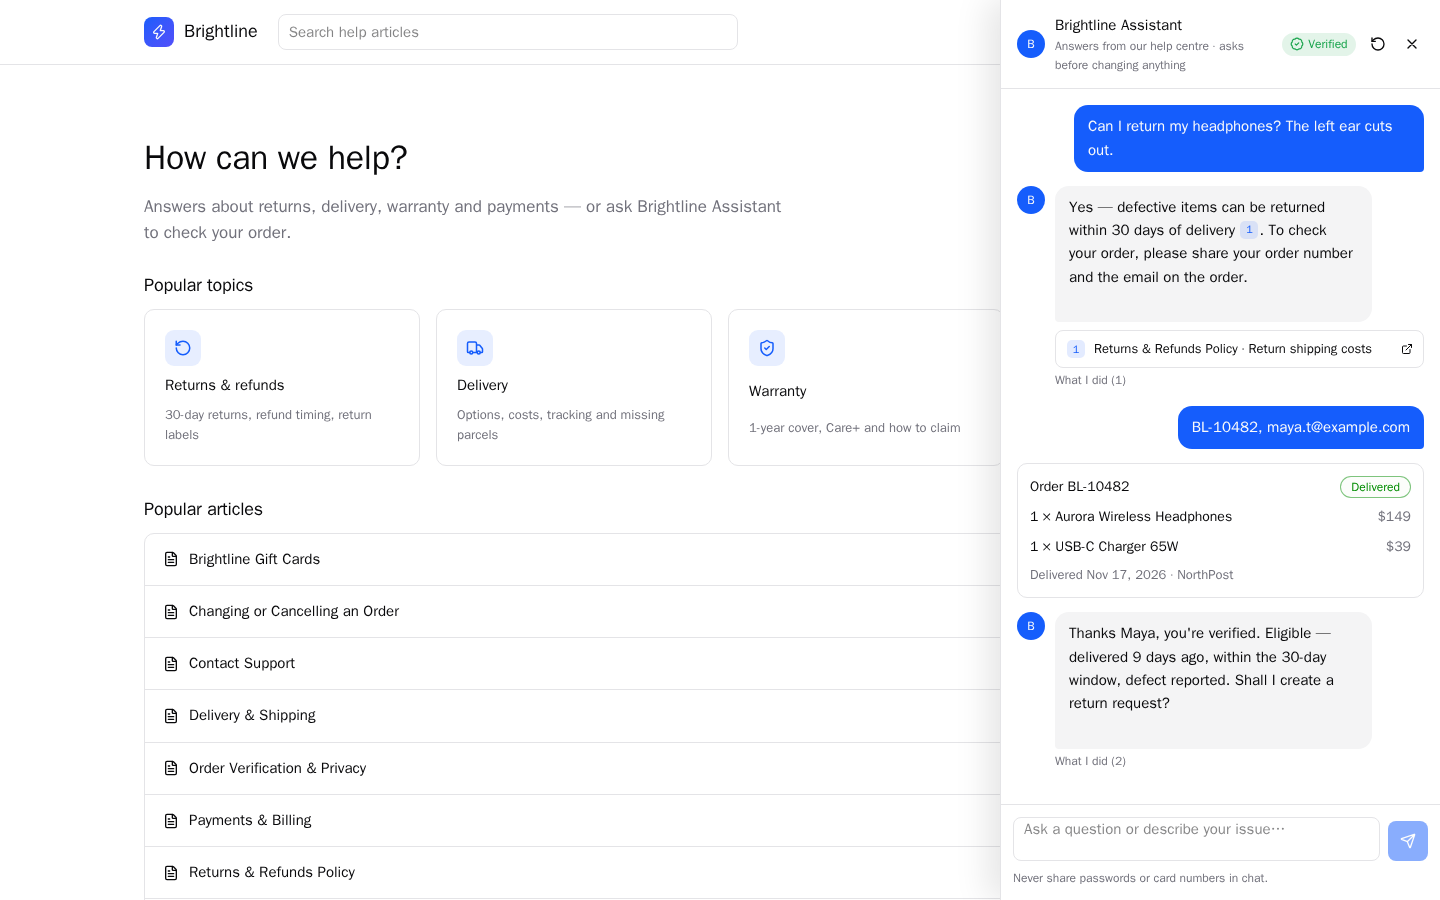 Brightline
Search help articles
How can we help?
Answers about returns, delivery, warranty and payments — or ask Brightline Assistant
to check your order.
Popular topics
Returns & refunds
30-day returns, refund timing, return
labels
Delivery
Options, costs, tracking and missing
parcels
Warranty
1-year cover, Care+ and how to claim
Popular articles
Brightline Gift Cards
Changing or Cancelling an Order
Contact Support
Delivery & Shipping
Order Verification & Privacy
Payments & Billing
Returns & Refunds Policy
B
Brightline Assistant
Answers from our help centre · asks
before changing anything
Verified
Can I return my headphones? The left ear cuts
out.
B
Yes — defective items can be returned
within 30 days of delivery 1. To check
your order, please share your order number
and the email on the order.
1 Returns & Refunds Policy · Return shipping costs
What I did (1)
BL-10482, maya.t@example.com
Order BL-10482 Delivered
1 × Aurora Wireless Headphones $149
1 × USB-C Charger 65W $39
Delivered Nov 17, 2026 · NorthPost
B
Thanks Maya, you're verified. Eligible —
delivered 9 days ago, within the 30-day
window, defect reported. Shall I create a
return request?
What I did (2)
Ask a question or describe your issue…
Never share passwords or card numbers in chat.